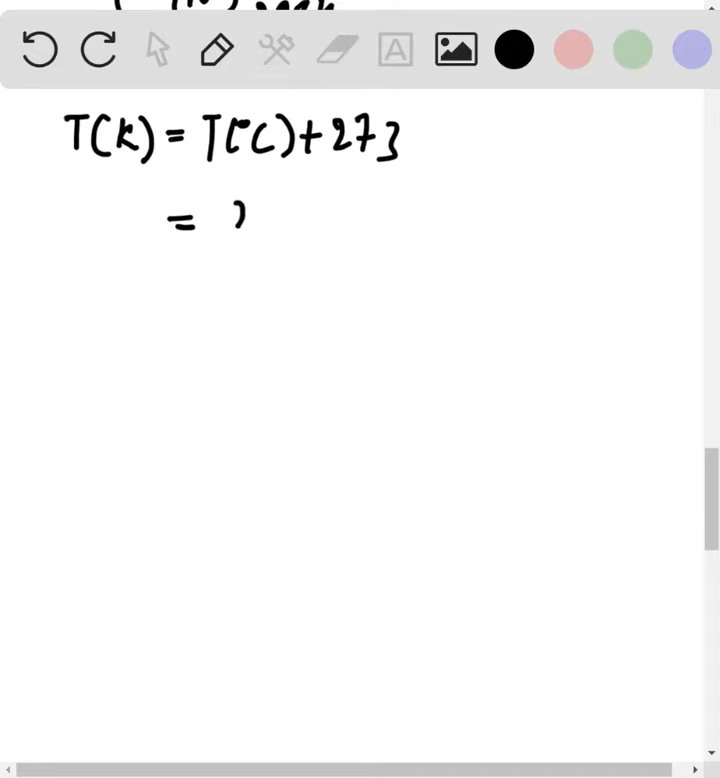 A
T(K) = T(°C) + 273
=